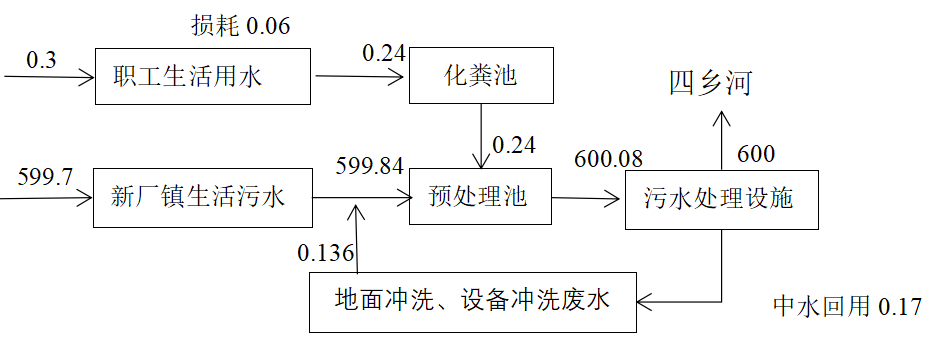 损耗 0.06
0.3
职工生活用水
0.24
化粪池
四乡河
0.24
599.7
新厂镇生活污水
599.84
预处理池
600.08
600
污水处理设施
0.136
地面冲洗、设备冲洗废水
中水回用 0.17